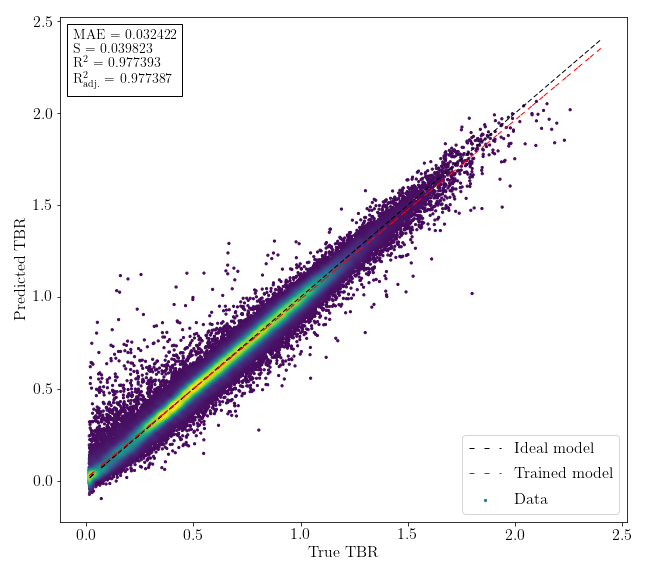 MAE = 0.032422
S = 0.039823
R² = 0.977393
R²adj. = 0.977387
2.5
2.0
1.5
1.0
0.5
0.0
Predicted TBR
Ideal model
Trained model
Data
0.0 0.5 1.0 1.5 2.0 2.5
True TBR